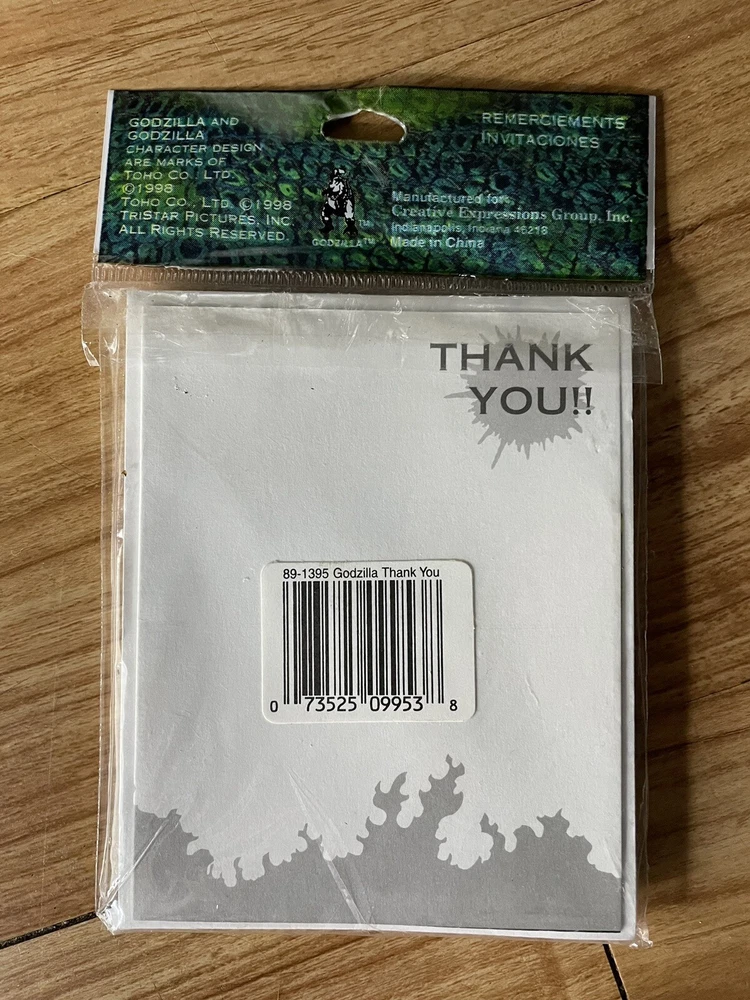 GODZILLA AND
GODZILLA
CHARACTER DESIGN
ARE MARKS OF
TOHO CO., LTD.
©1998
TOHO CO., LTD. ©1998
TRISTAR PICTURES, INC.
ALL RIGHTS RESERVED.
GODZILLA™
REMERCIEMENTS
INVITACIONES
Manufactured for:
Creative Expressions Group, Inc.
Indianapolis, Indiana 46218
Made in China
THANK
YOU!!
89-1395 Godzilla Thank You
0 73525 09953 8